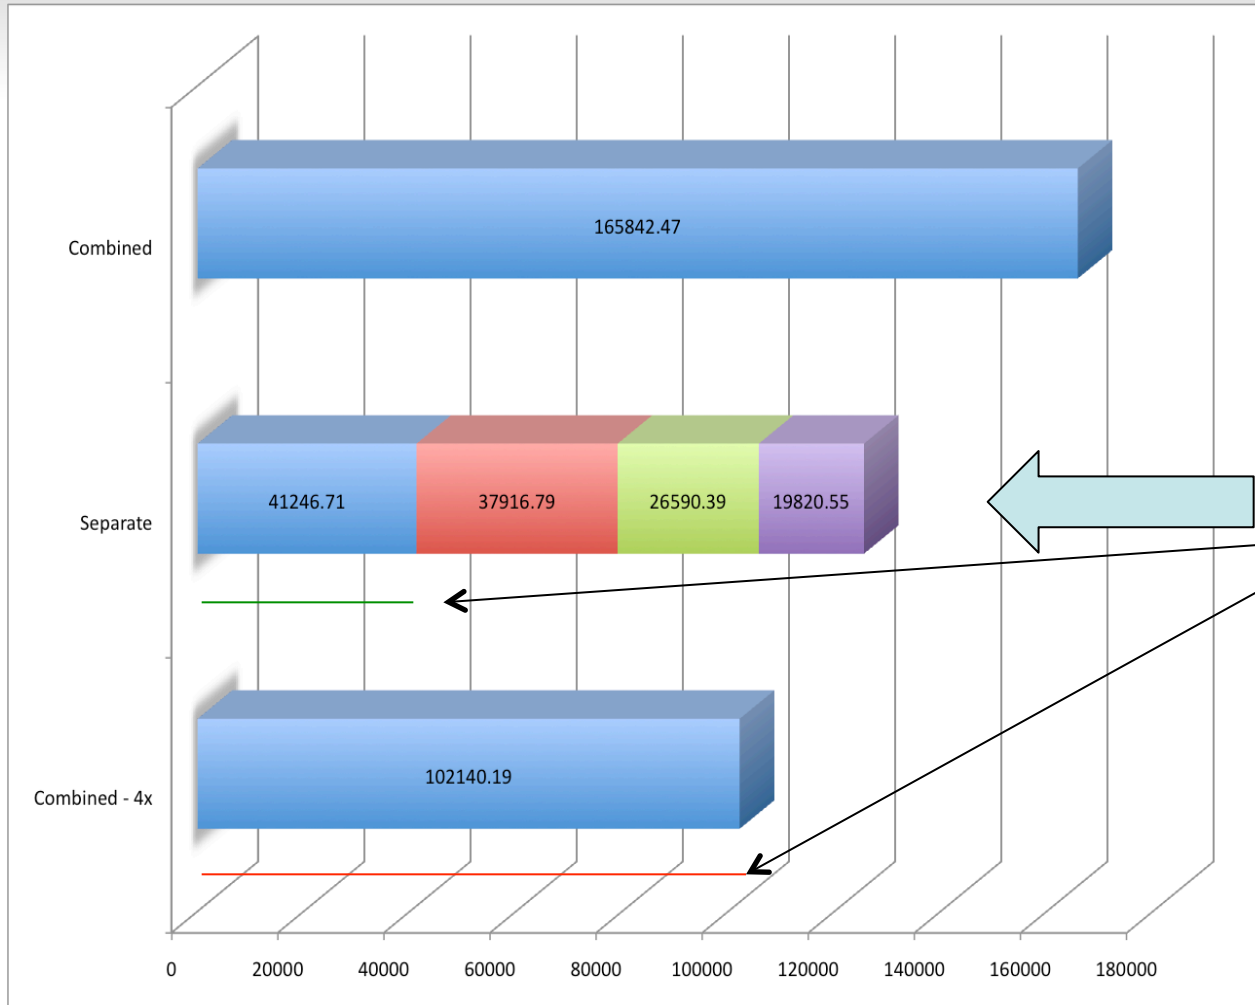 Combined
165842.47
Separate
41246.71 37916.79 26590.39 19820.55
Combined - 4x
102140.19
0 20000 40000 60000 80000 100000 120000 140000 160000 180000